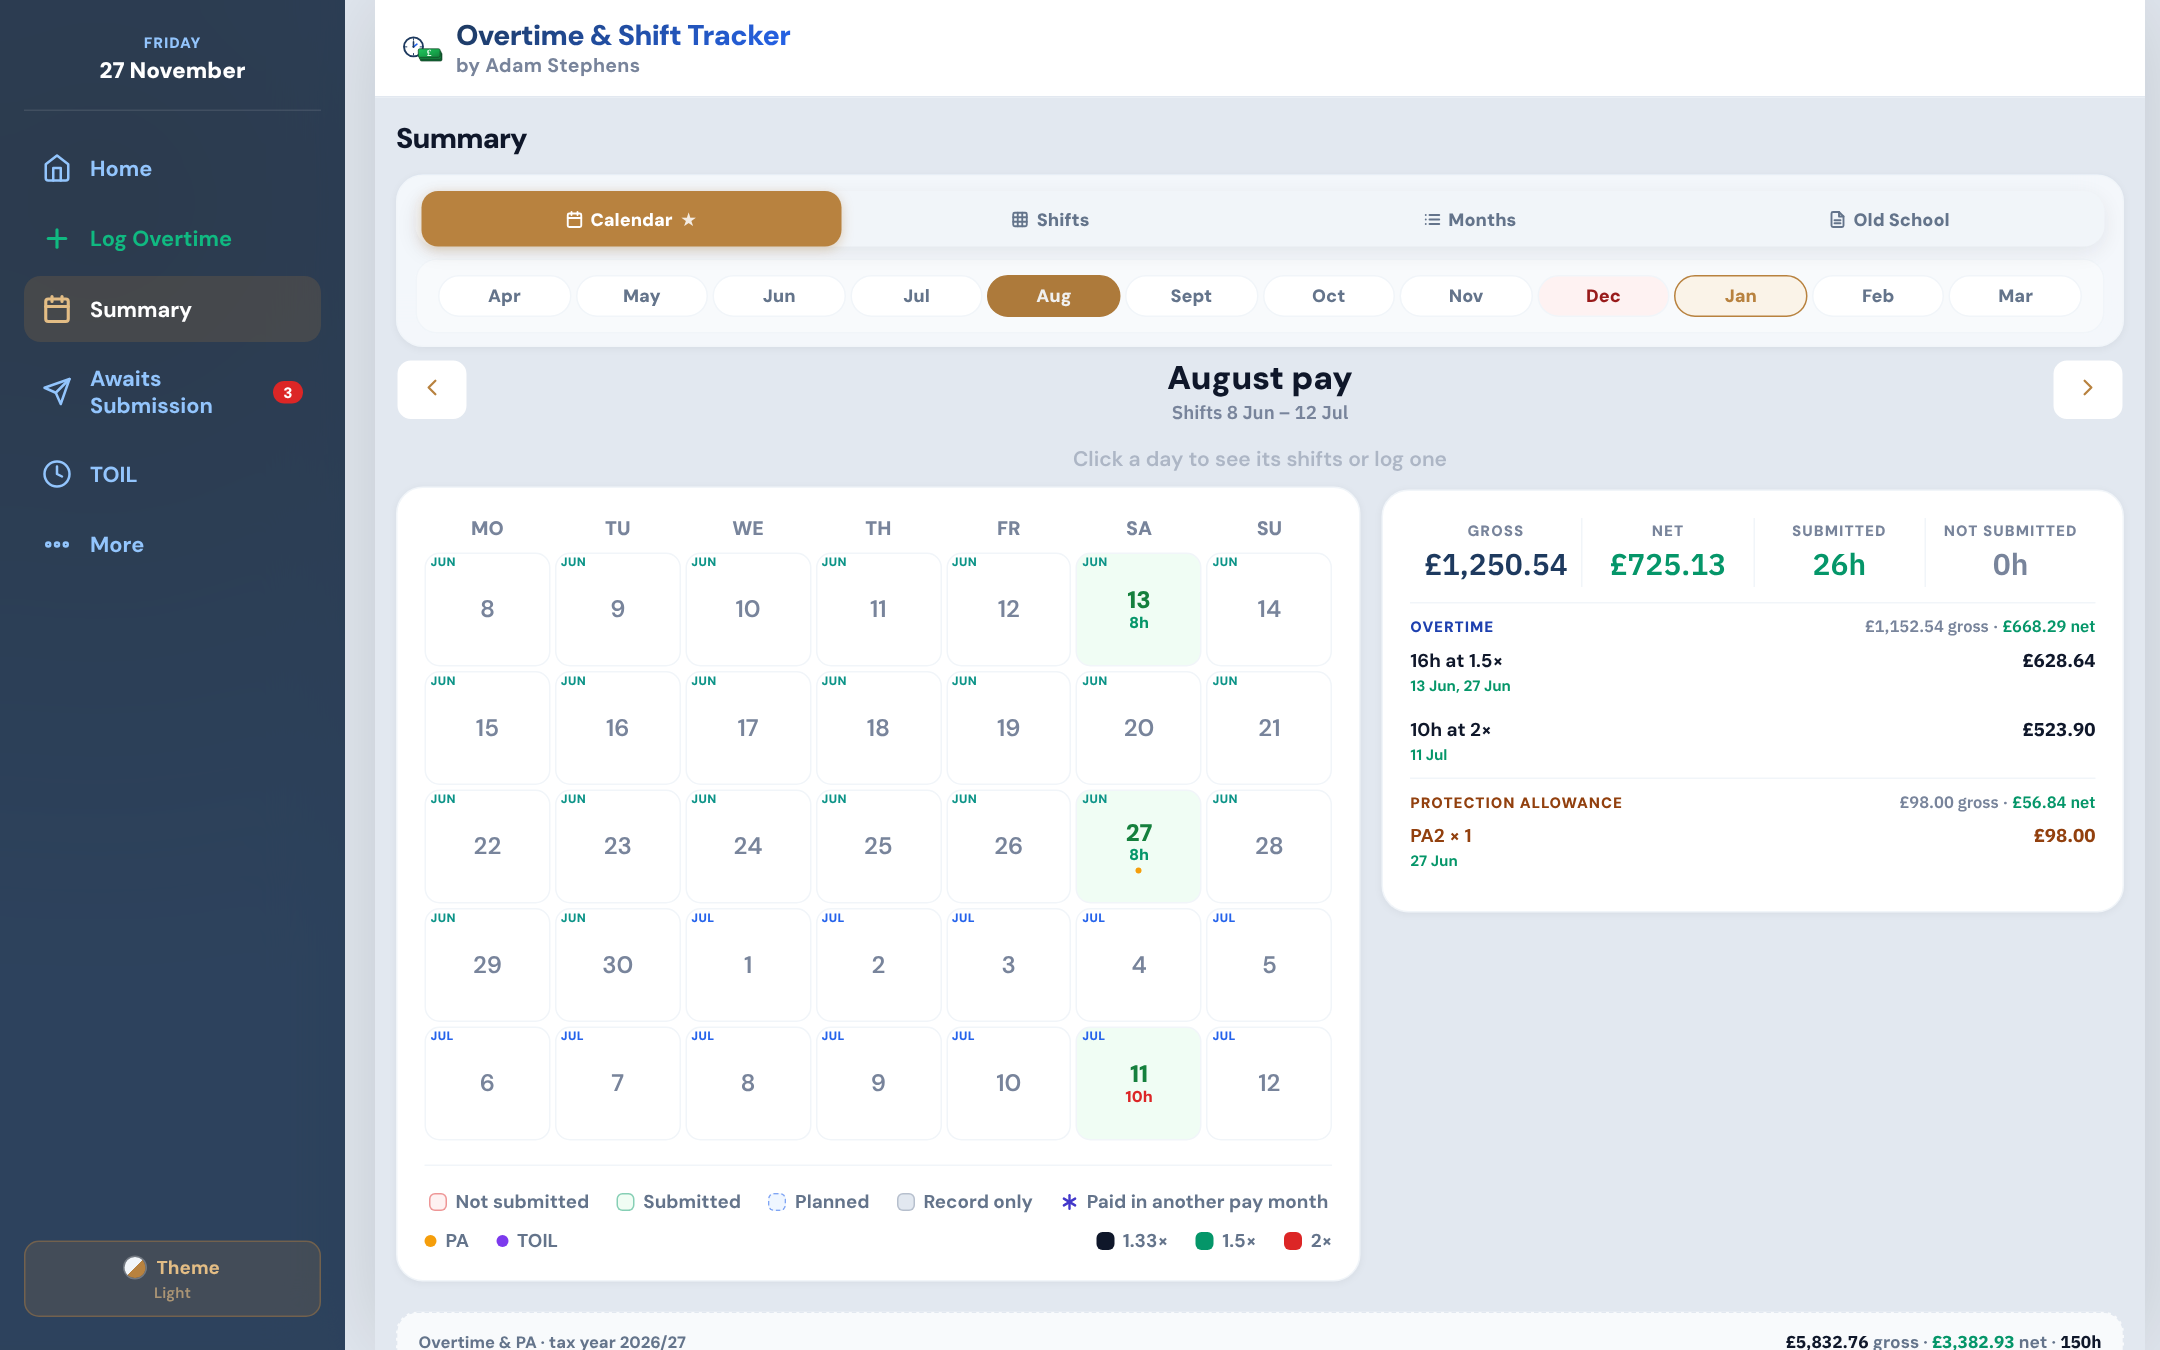 FRIDAY
27 November
Home
Log Overtime
Summary
Awaits
Submission
3
TOIL
More
Theme
Light
£
Overtime & Shift Tracker
by Adam Stephens
Summary
Calendar ★
Shifts
Months
Old School
Apr
May
Jun
Jul
Aug
Sept
Oct
Nov
Dec
Jan
Feb
Mar
August pay
Shifts 8 Jun – 12 Jul
Click a day to see its shifts or log one
MO TU WE TH FR SA SU
JUN JUN JUN JUN JUN JUN JUN
8 9 10 11 12 13 14
8h
JUN JUN JUN JUN JUN JUN JUN
15 16 17 18 19 20 21
JUN JUN JUN JUN JUN JUN JUN
22 23 24 25 26 27 28
8h
JUN JUN JUL JUL JUL JUL JUL
29 30 1 2 3 4 5
JUL JUL JUL JUL JUL JUL JUL
6 7 8 9 10 11 12
10h
Not submitted Submitted Planned Record only Paid in another pay month
PA TOIL 1.33× 1.5× 2×
GROSS NET SUBMITTED NOT SUBMITTED
£1,250.54 £725.13 26h 0h
OVERTIME £1,152.54 gross · £668.29 net
16h at 1.5× £628.64
13 Jun, 27 Jun
10h at 2× £523.90
11 Jul
PROTECTION ALLOWANCE £98.00 gross · £56.84 net
PA2 × 1 £98.00
27 Jun
Overtime & PA · tax year 2026/27 £5,832.76 gross · £3,382.93 net · 150h